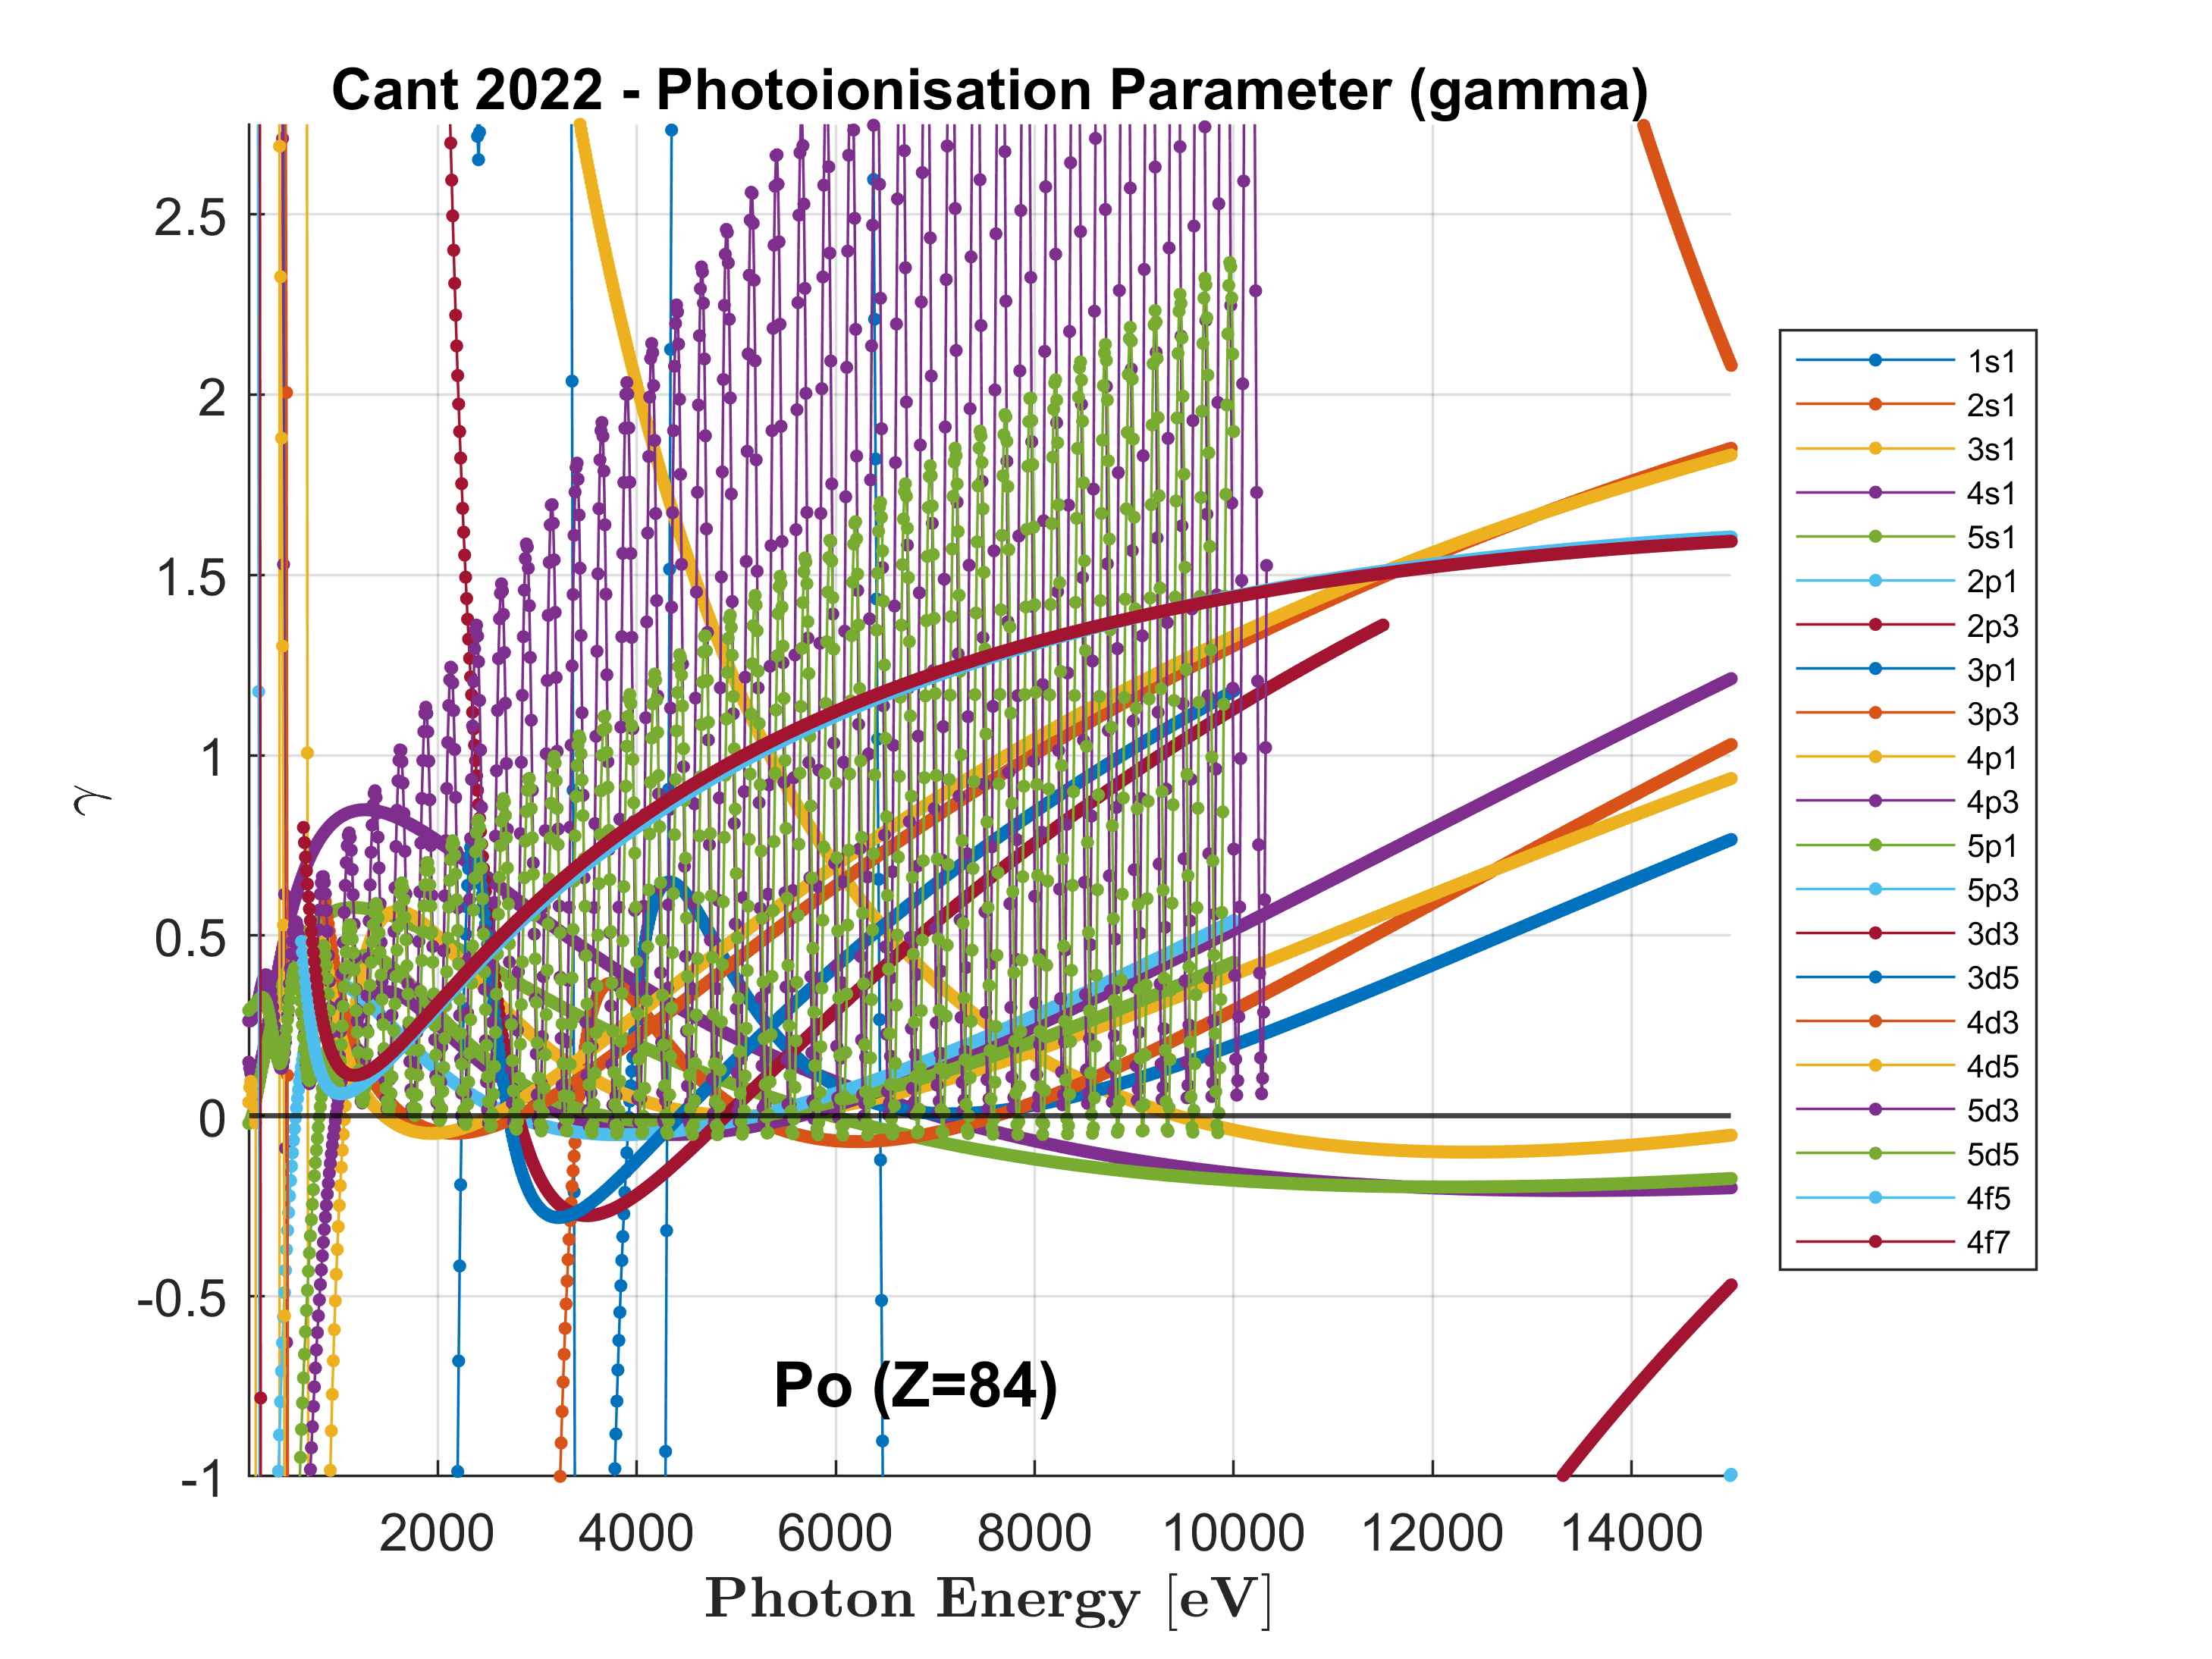 Cant 2022 - Photoionisation Parameter (gamma)
2.5
2
1.5
1
0.5
0
-0.5
-1
γ
2000 4000 6000 8000 10000 12000 14000
Photon Energy [eV]
Po (Z=84)
1s1
2s1
3s1
4s1
5s1
2p1
2p3
3p1
3p3
4p1
4p3
5p1
5p3
3d3
3d5
4d3
4d5
5d3
5d5
4f5
4f7